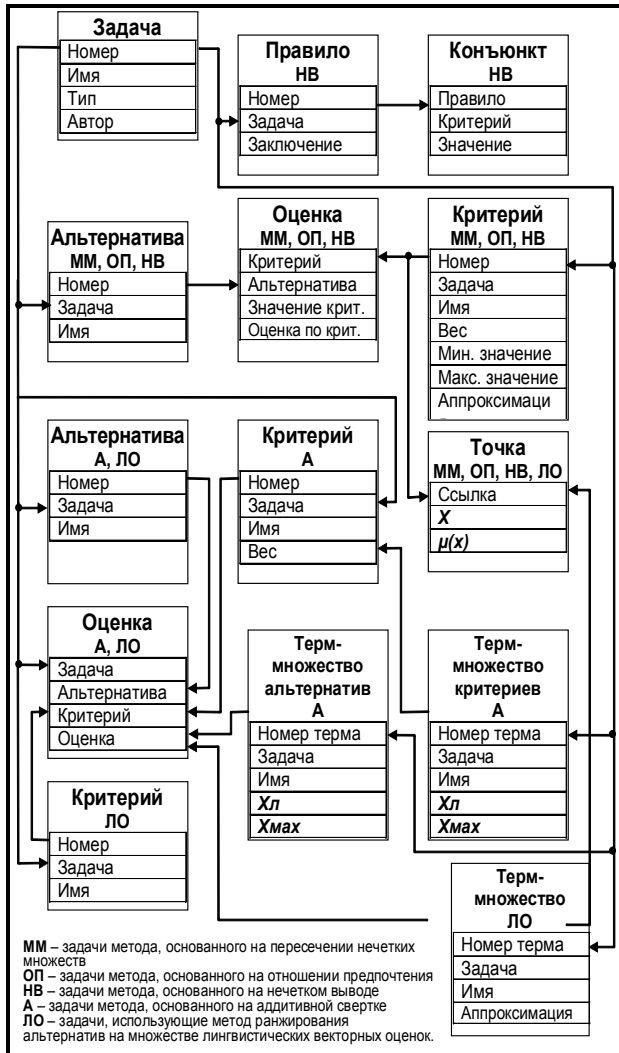 Задача
Номер
Имя
Тип
Автор
Правило
НВ
Номер
Задача
Заключение
Конъюнкт
НВ
Правило
Критерий
Значение
Альтернатива
ММ, ОП, НВ
Номер
Задача
Имя
Оценка
ММ, ОП, НВ
Критерий
Альтернатива
Значение крит.
Оценка по крит.
Критерий
ММ, ОП, НВ
Номер
Задача
Имя
Вес
Мин. значение
Макс. значение
Аппроксимаци
Альтернатива
А, ЛО
Номер
Задача
Имя
Критерий
А
Номер
Задача
Имя
Вес
Точка
ММ, ОП, НВ, ЛО
Ссылка
X
μ(x)
Оценка
А, ЛО
Задача
Альтернатива
Критерий
Оценка
Терм-
множество
альтернатив
А
Номер терма
Задача
Имя
Хл
Хмах
Терм-
множество
критериев
А
Номер терма
Задача
Имя
Хл
Хмах
Критерий
ЛО
Номер
Задача
Имя
Терм-
множество
ЛО
Номер терма
Задача
Имя
Аппроксимация
ММ – задачи метода, основанного на пересечении нечетких
множеств
ОП – задачи метода, основанного на отношении предпочтения
НВ – задачи метода, основанного на нечетком выводе
А – задачи метода, основанного на аддитивной свертке
ЛО – задачи, использующие метод ранжирования
альтернатив на множестве лингвистических векторных оценок.